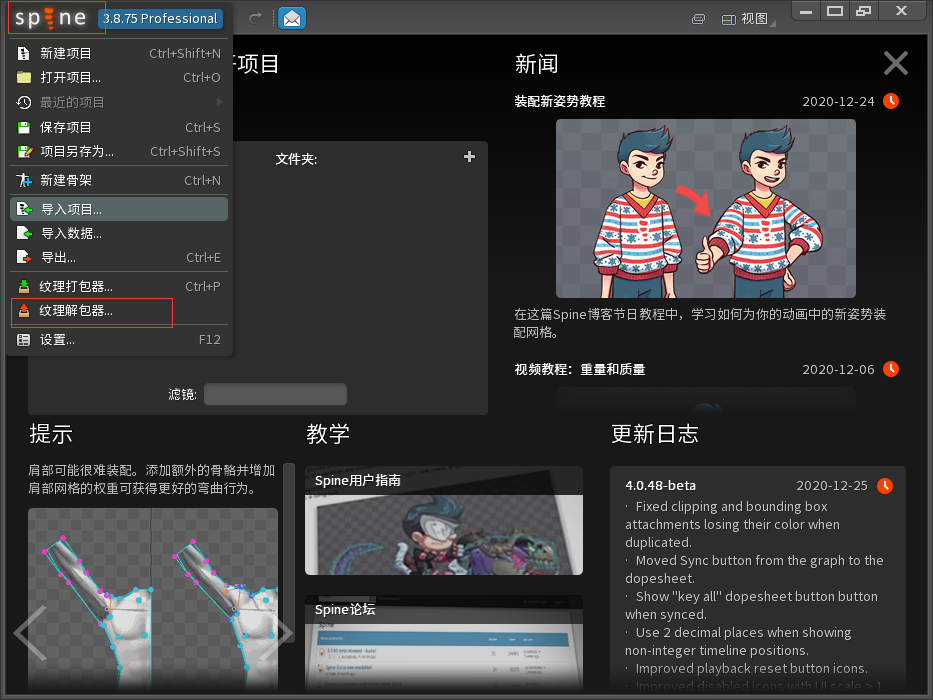 spine 3.8.75 Professional
视图
新建项目 Ctrl+Shift+N
打开项目... Ctrl+O
最近的项目
保存项目 Ctrl+S
项目另存为... Ctrl+Shift+S
新建骨架 Ctrl+N
导入项目...
导入数据...
导出... Ctrl+E
纹理打包器... Ctrl+P
纹理解包器...
设置... F12
项目
文件夹:
滤镜:
新闻
装配新姿势教程 2020-12-24
在这篇Spine博客节日教程中，学习如何为你的动画中的新姿势装
配网格。
视频教程：重量和质量 2020-12-06
提示
肩部可能很难装配。添加额外的骨骼并增加
肩部网格的权重可获得更好的弯曲行为。
教学
Spine用户指南
Spine论坛
更新日志
4.0.48-beta 2020-12-25
· Fixed clipping and bounding box
attachments losing their color when
duplicated.
· Moved Sync button from the graph to the
dopesheet.
· Show "key all" dopesheet button button
when synced.
· Use 2 decimal places when showing
non-integer timeline positions.
· Improved playback reset button icons.
· Improved disabled icons with UI scale > 1.